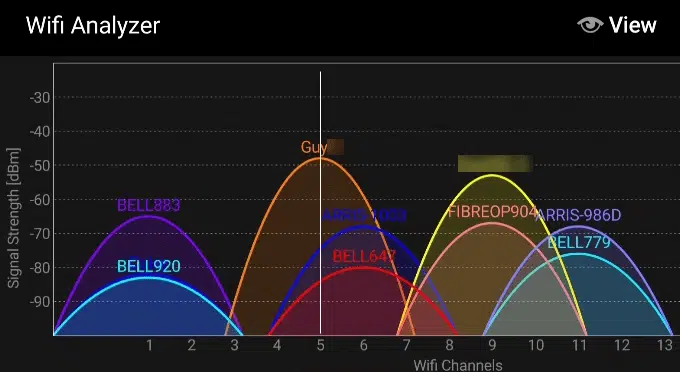 Wifi Analyzer
View
Signal Strength [dBm]
-30
-40
-50
-60
-70
-80
-90
Guy
BELL883
FIBREOP904
ARRIS-986D
BELL647
BELL779
BELL920
1 2 3 4 5 6 7 8 9 10 11 12 13
Wifi Channels